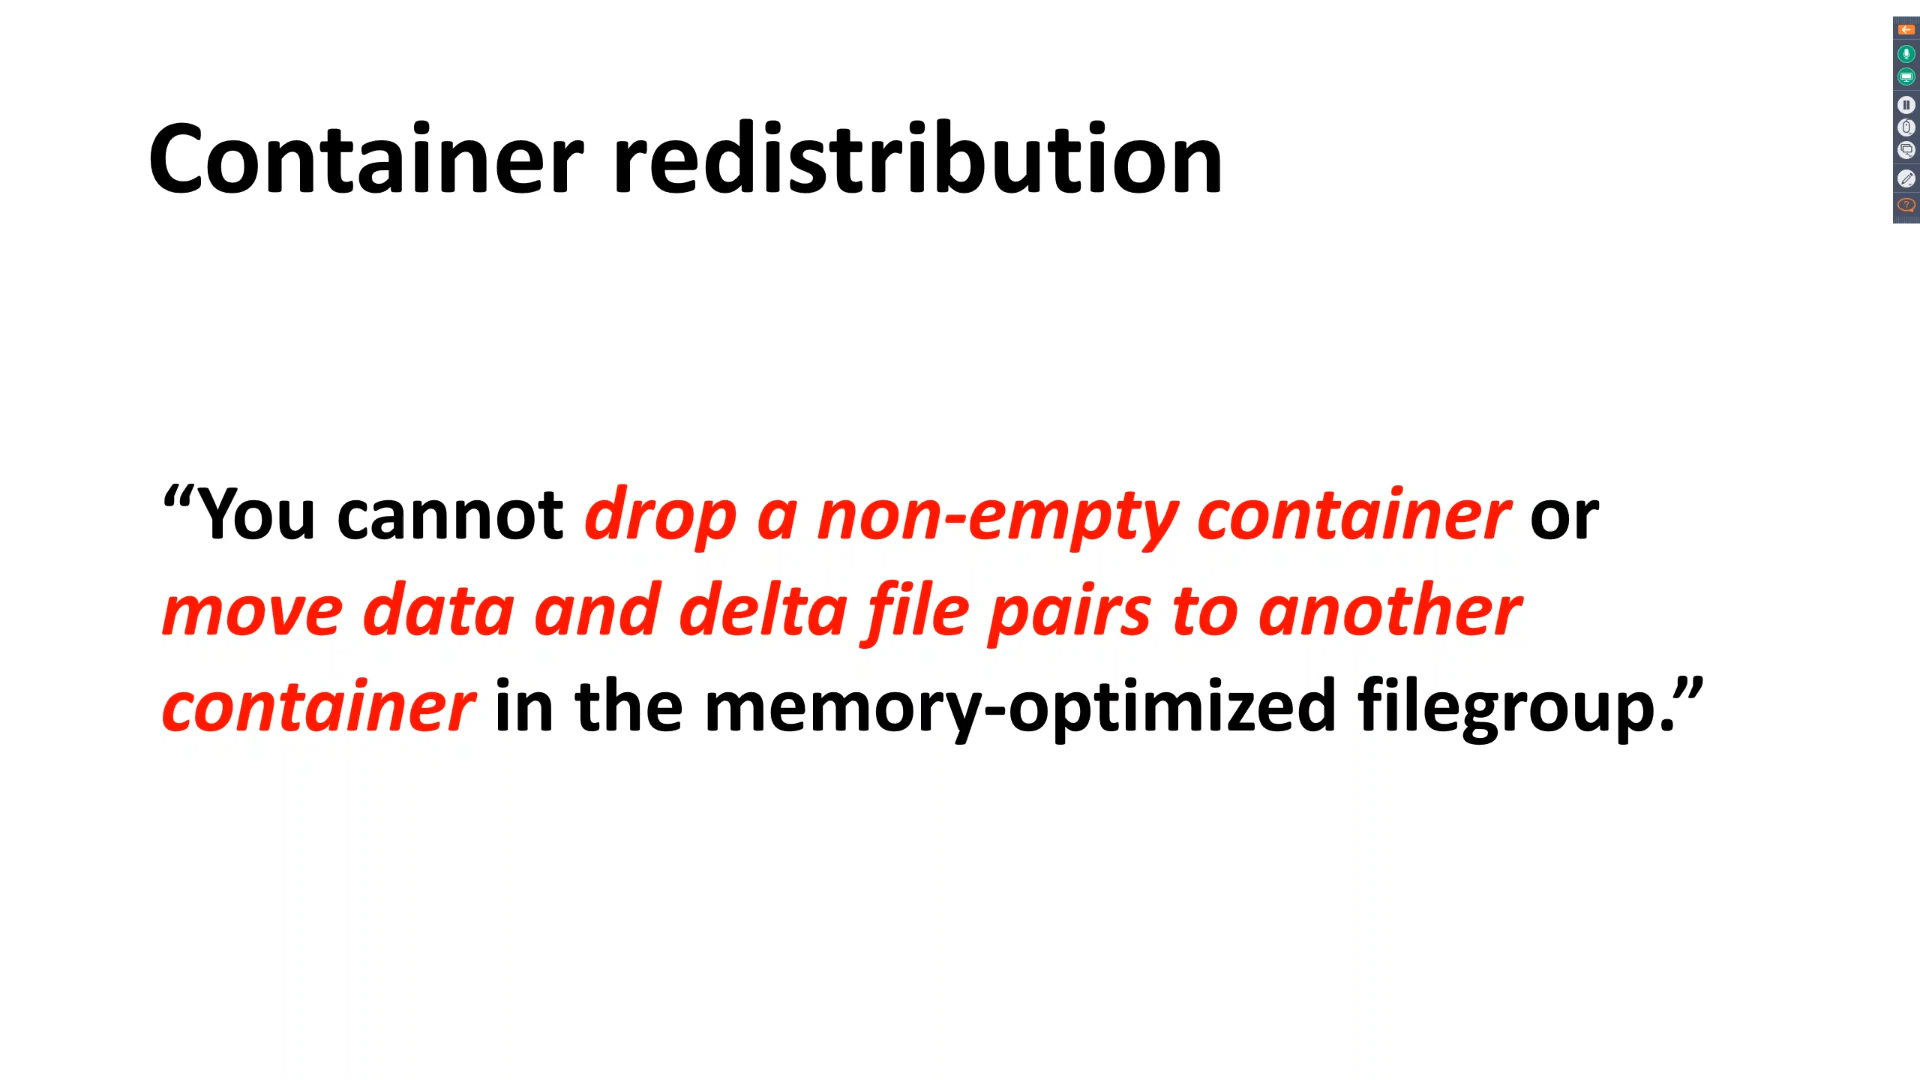 Container redistribution
“You cannot drop a non-empty container or
move data and delta file pairs to another
container in the memory-optimized filegroup.”